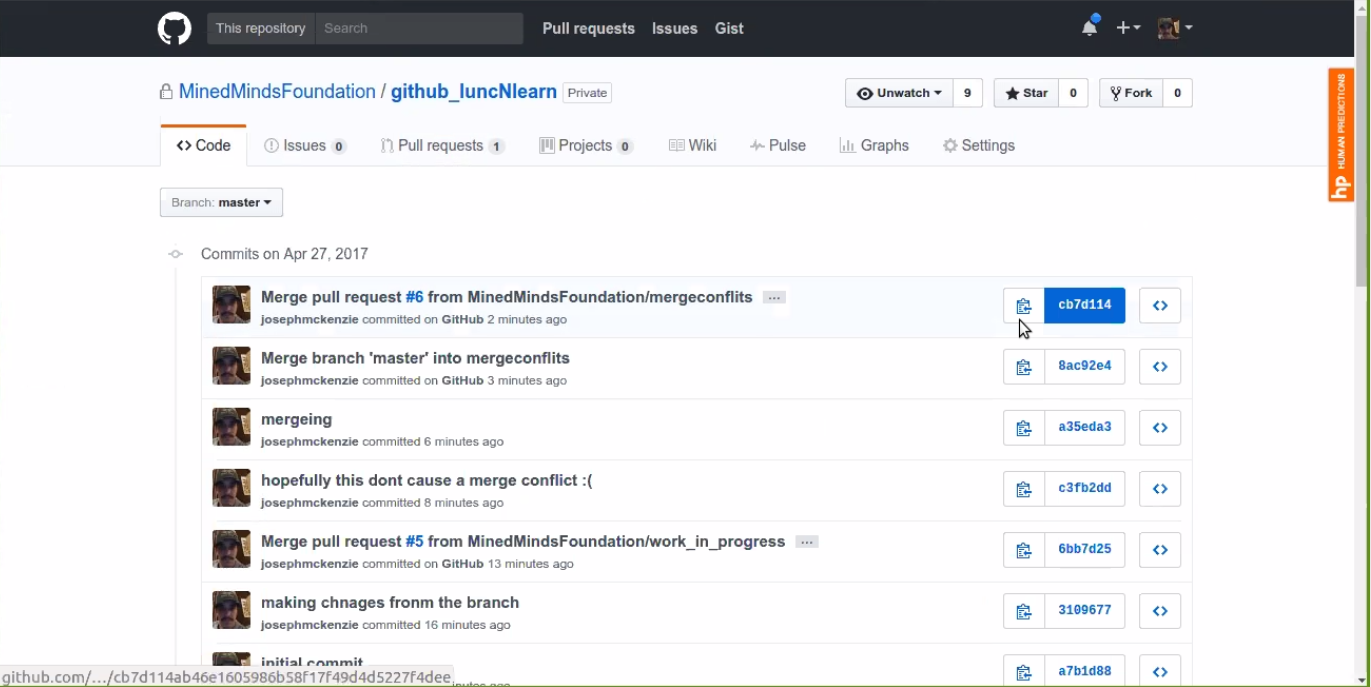 This repository Search Pull requests Issues Gist
MinedMindsFoundation / github_luncNlearn Private Unwatch 9 Star 0 Fork 0
HUMAN PREDICTIONS
hp
Code Issues 0 Pull requests 1 Projects 0 Wiki Pulse Graphs Settings
Branch: master
Commits on Apr 27, 2017
Merge pull request #6 from MinedMindsFoundation/mergeconflits ...
josephmckenzie committed on GitHub 2 minutes ago
cb7d114
Merge branch 'master' into mergeconflits
josephmckenzie committed on GitHub 3 minutes ago
8ac92e4
mergeing
josephmckenzie committed 6 minutes ago
a35eda3
hopefully this dont cause a merge conflict :(
josephmckenzie committed 8 minutes ago
c3fb2dd
Merge pull request #5 from MinedMindsFoundation/work_in_progress ...
josephmckenzie committed on GitHub 13 minutes ago
6bb7d25
making chnages fronm the branch
josephmckenzie committed 16 minutes ago
3109677
initial commit
a7b1d88
github.com/.../cb7d114ab46e1605986b58f17f49d4d5227f4dee